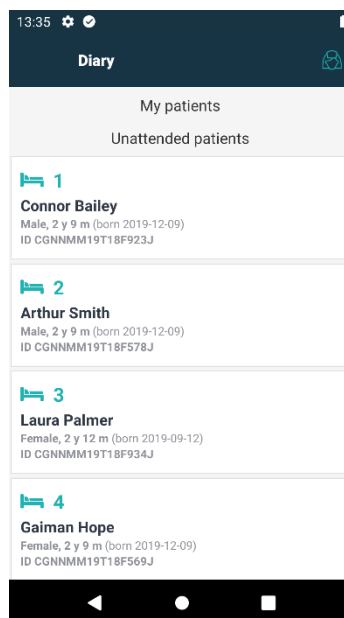 13:35
Diary
My patients
Unattended patients
1
Connor Bailey
Male, 2 y 9 m (born 2019-12-09)
ID CGNNMM19T18F923J
2
Arthur Smith
Male, 2 y 9 m (born 2019-12-09)
ID CGNNMM19T18F578J
3
Laura Palmer
Female, 2 y 12 m (born 2019-09-12)
ID CGNNMM19T18F934J
4
Gaiman Hope
Female, 2 y 9 m (born 2019-12-09)
ID CGNNMM19T18F569J